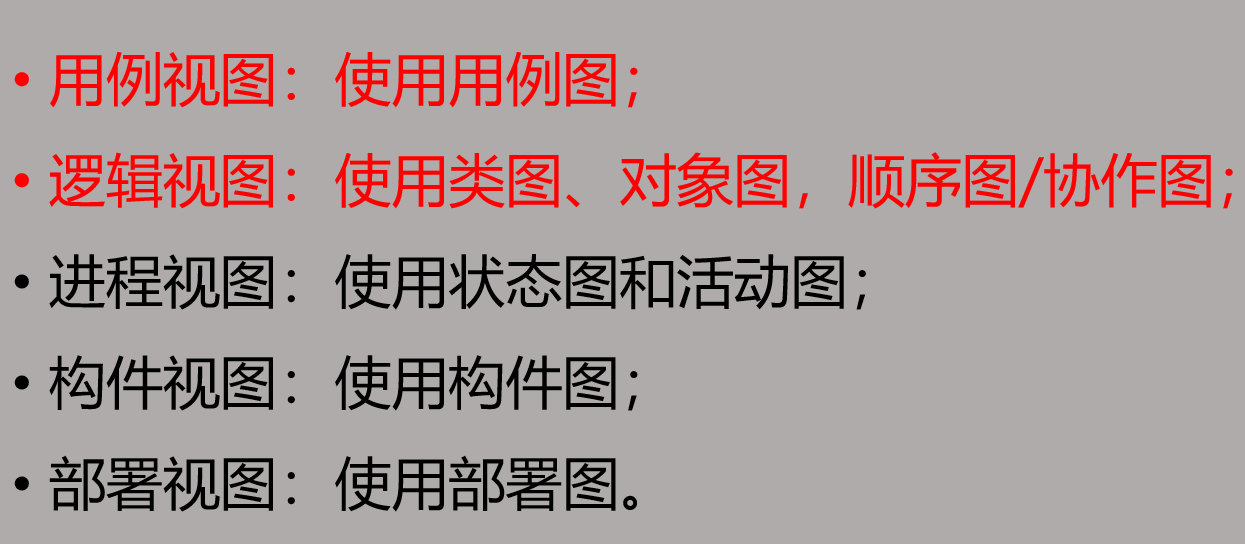 • 用例视图：使用用例图；
• 逻辑视图：使用类图、对象图，顺序图/协作图；
• 进程视图：使用状态图和活动图；
• 构件视图：使用构件图；
• 部署视图：使用部署图。